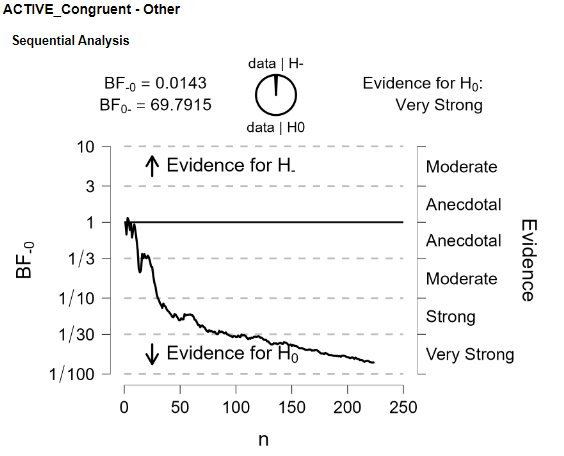 ACTIVE_Congruent - Other
Sequential Analysis
data | H-
BF-0 = 0.0143
BF0- = 69.7915
Evidence for H0:
Very Strong
data | H0
10
3
1
1/3
1/10
1/30
1/100
BF-0
Evidence for H-
Evidence for H0
Moderate
Anecdotal
Anecdotal
Moderate
Strong
Very Strong
Evidence
0 50 100 150 200 250
n